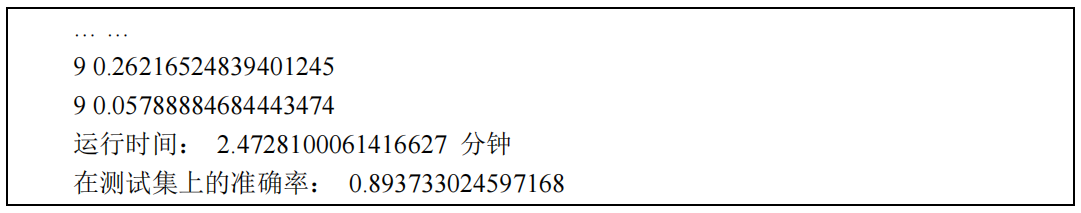 … …
9 0.26216524839401245
9 0.05788884684443474
运行时间： 2.4728100061416627 分钟
在测试集上的准确率： 0.893733024597168